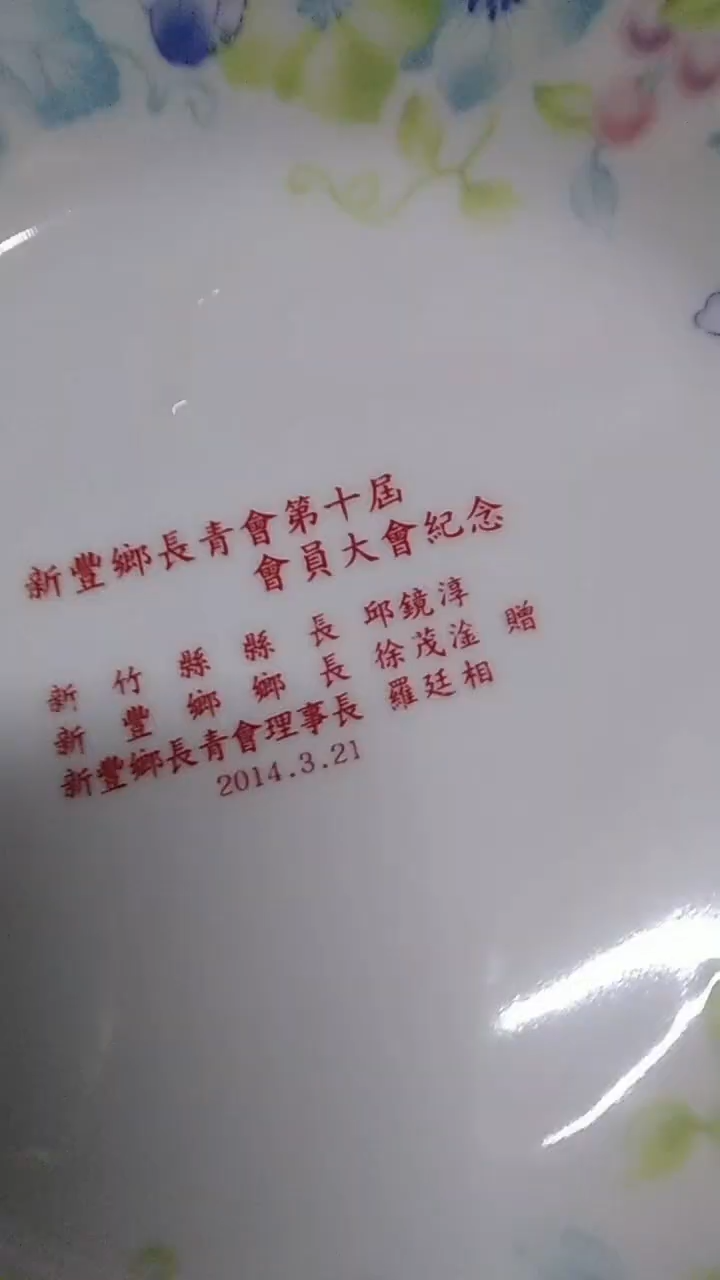 新豐鄉長青會第十屆
會員大會紀念
新竹縣縣長 邱鏡淳
新豐鄉鄉長 徐茂淦 贈
新豐鄉長青會理事長 羅廷相
2014.3.21